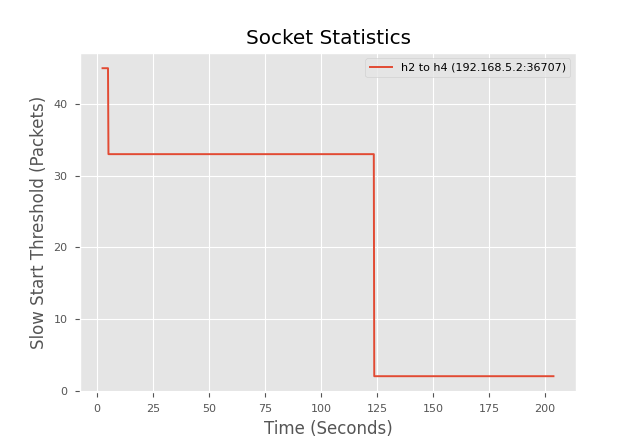 Socket Statistics
h2 to h4 (192.168.5.2:36707)
Slow Start Threshold (Packets)
40
30
20
10
0
0 25 50 75 100 125 150 175 200
Time (Seconds)